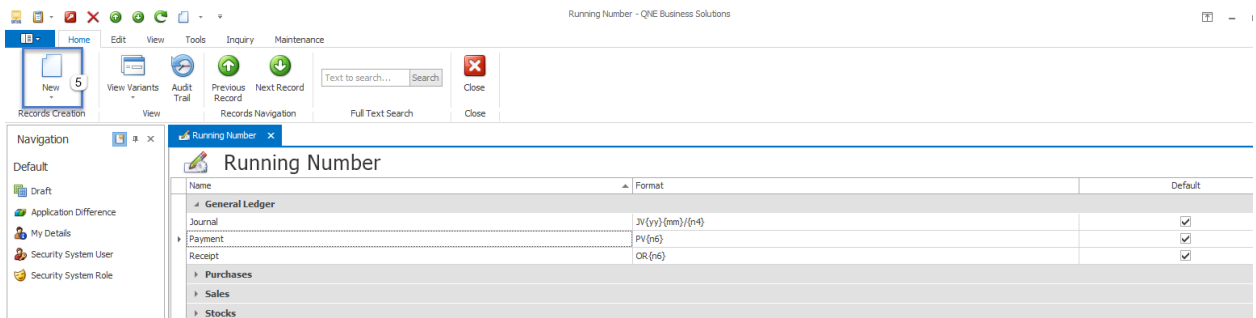 Running Number - QNE Business Solutions
Home Edit View Tools Inquiry Maintenance
New 5 View Variants Audit Trail Previous Record Next Record Text to search... Search Close
Records Creation View Records Navigation Full Text Search Close
Navigation
Default
Draft
Application Difference
My Details
Security System User
Security System Role
Running Number
Running Number
Name Format Default
General Ledger
Journal JV{yy}{mm}/{n4}
Payment PV{n6}
Receipt OR{n6}
Purchases
Sales
Stocks